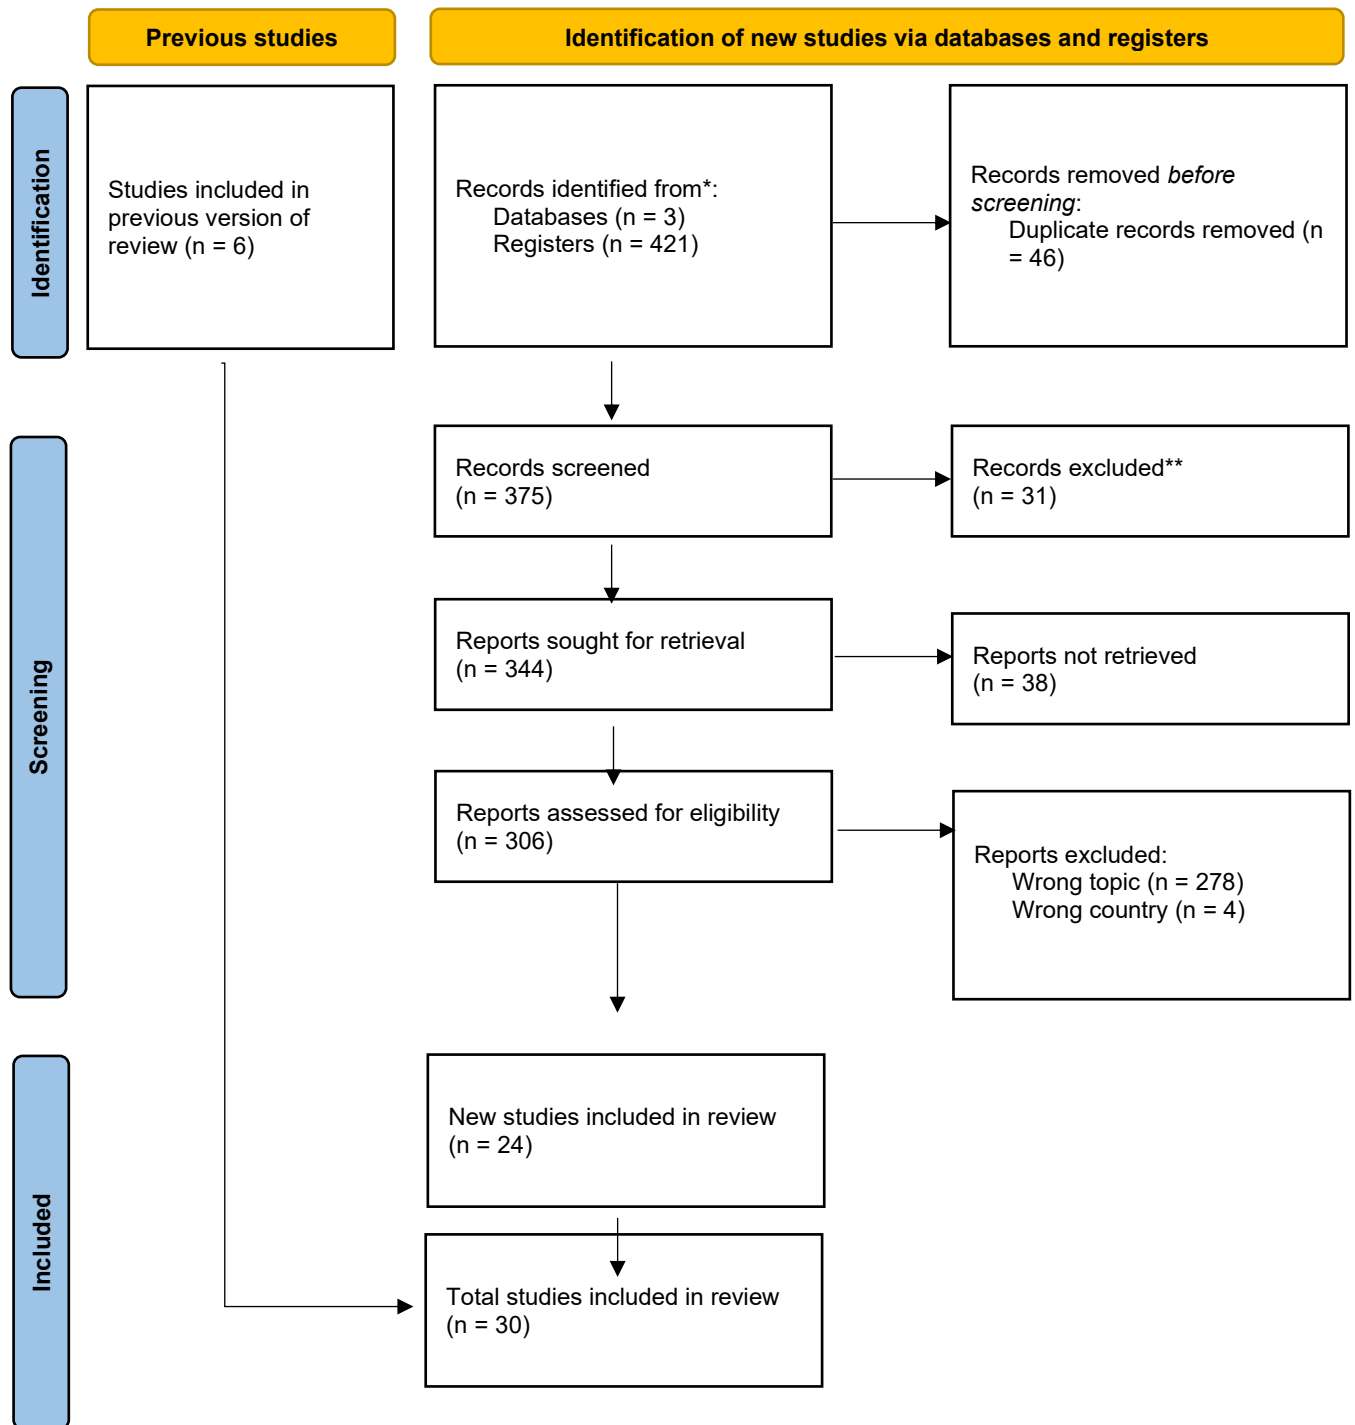 Previous studies
Identification of new studies via databases and registers
Identification
Studies included in
previous version of
review (n = 6)
Records identified from*:
Databases (n = 3)
Registers (n = 421)
Records removed before
screening:
Duplicate records removed (n
= 46)
Screening
Records screened
(n = 375)
Records excluded**
(n = 31)
Reports sought for retrieval
(n = 344)
Reports not retrieved
(n = 38)
Reports assessed for eligibility
(n = 306)
Reports excluded:
Wrong topic (n = 278)
Wrong country (n = 4)
Included
New studies included in review
(n = 24)
Total studies included in review
(n = 30)